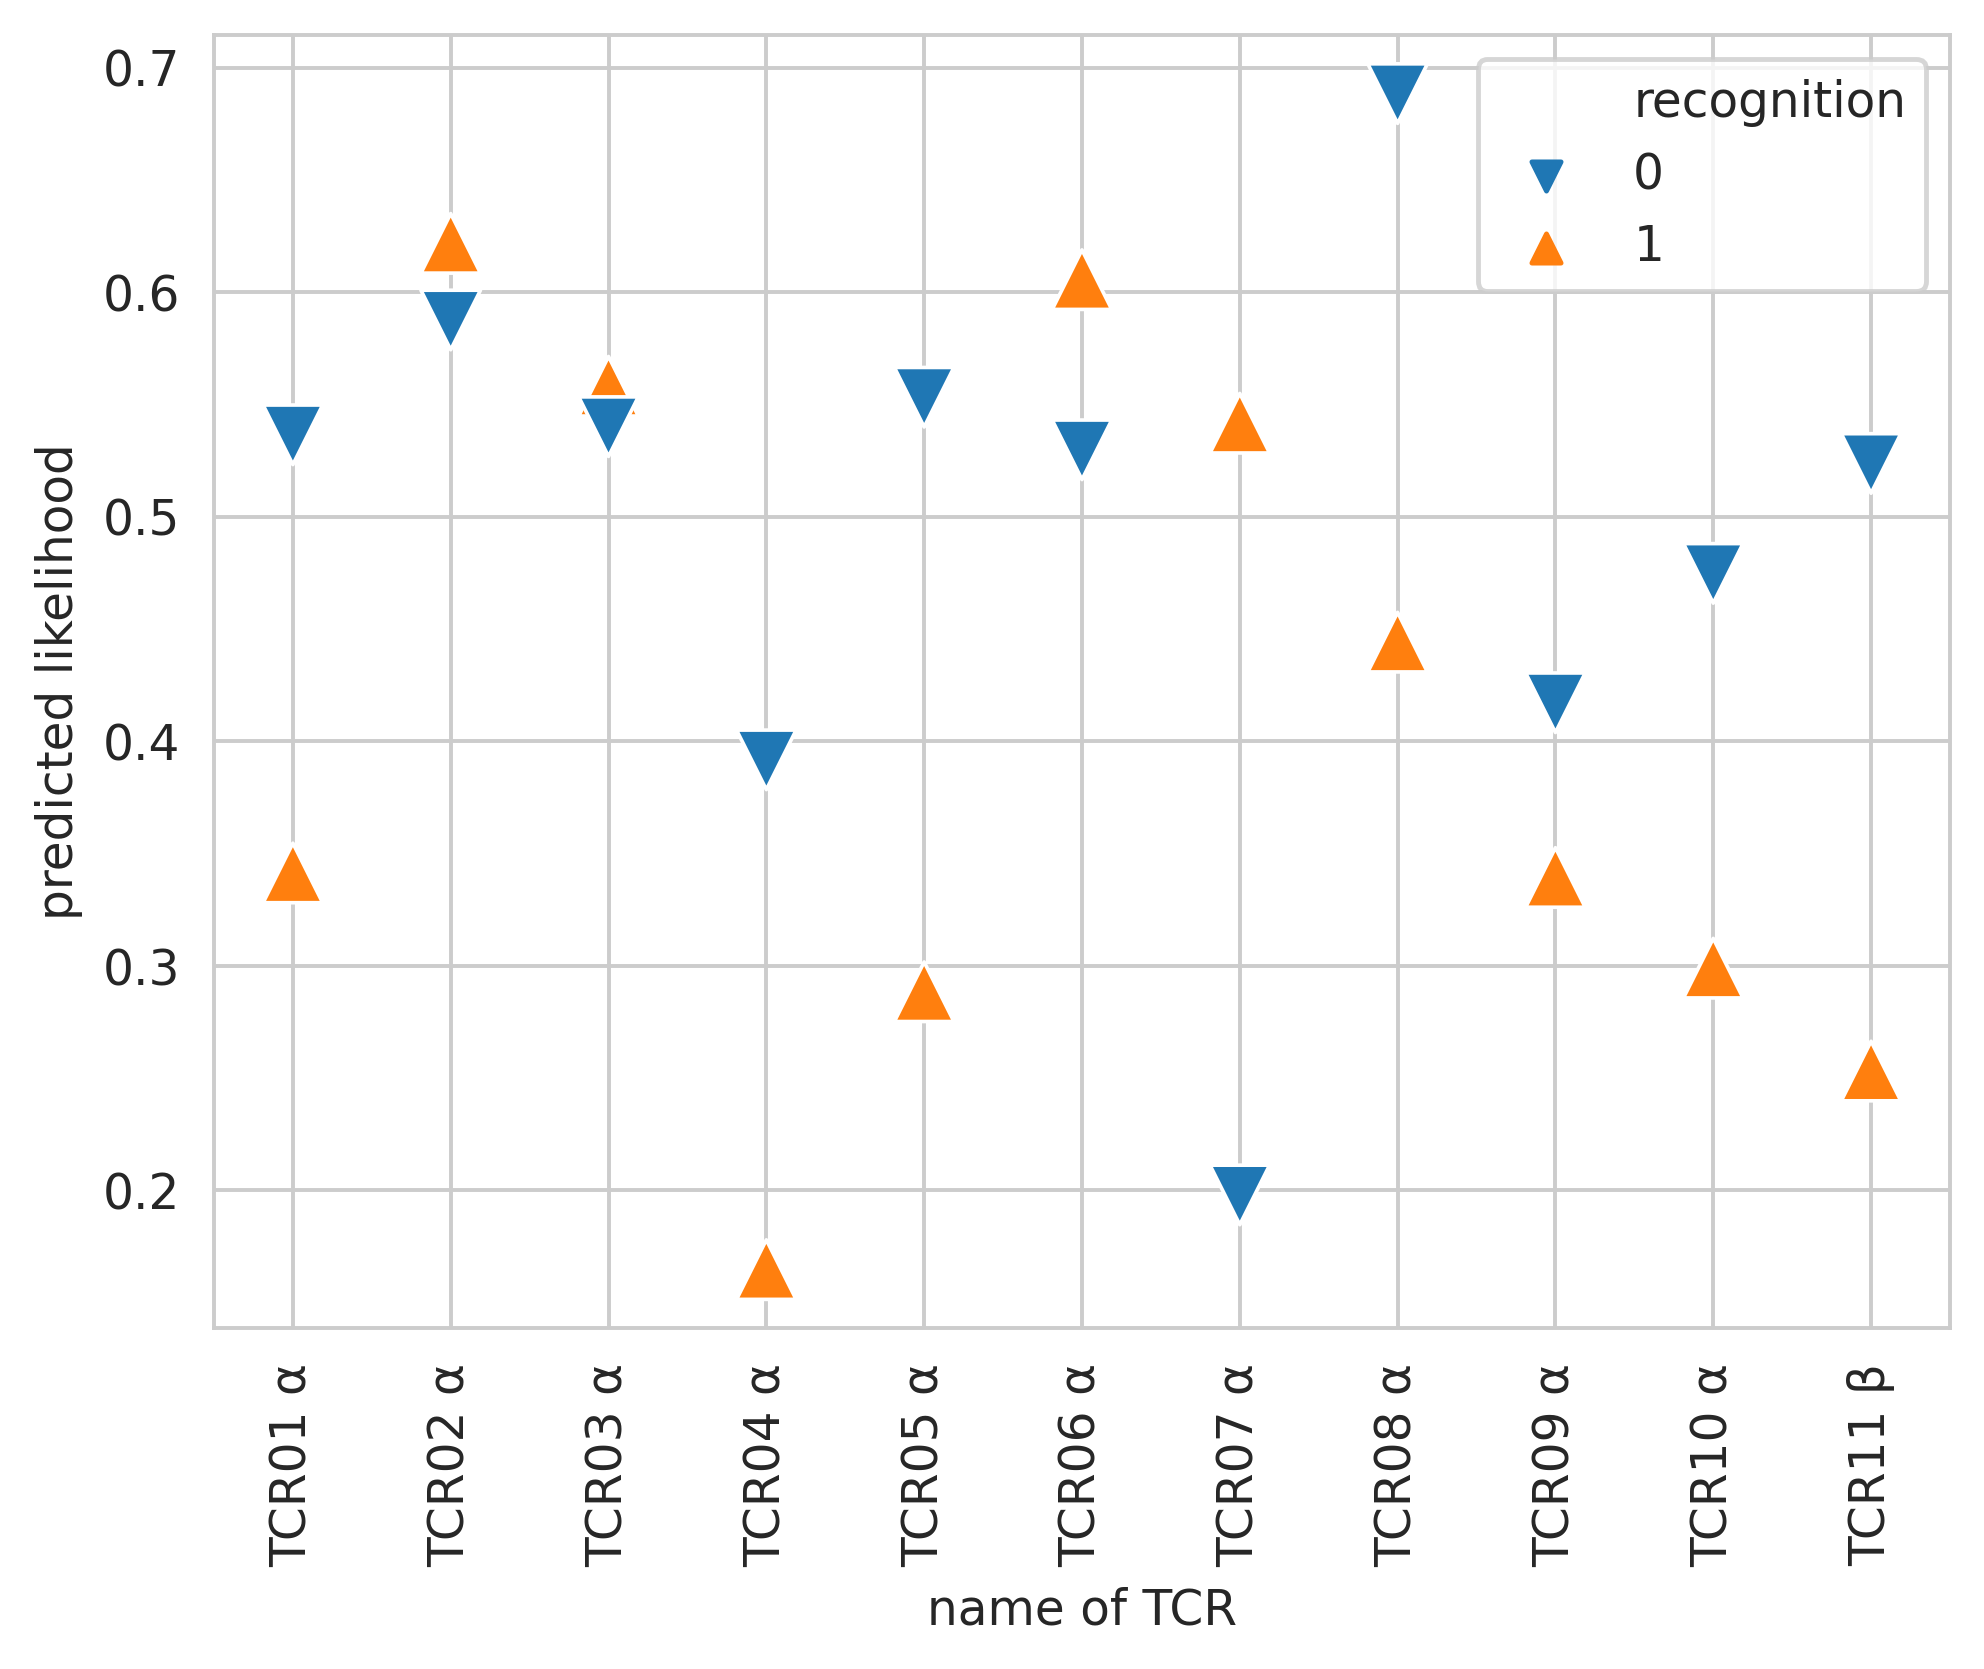 0.7
0.6
0.5
0.4
0.3
0.2
predicted likelihood
recognition
0
1
TCR01 α
TCR02 α
TCR03 α
TCR04 α
TCR05 α
TCR06 α
TCR07 α
TCR08 α
TCR09 α
TCR10 α
TCR11 β
name of TCR